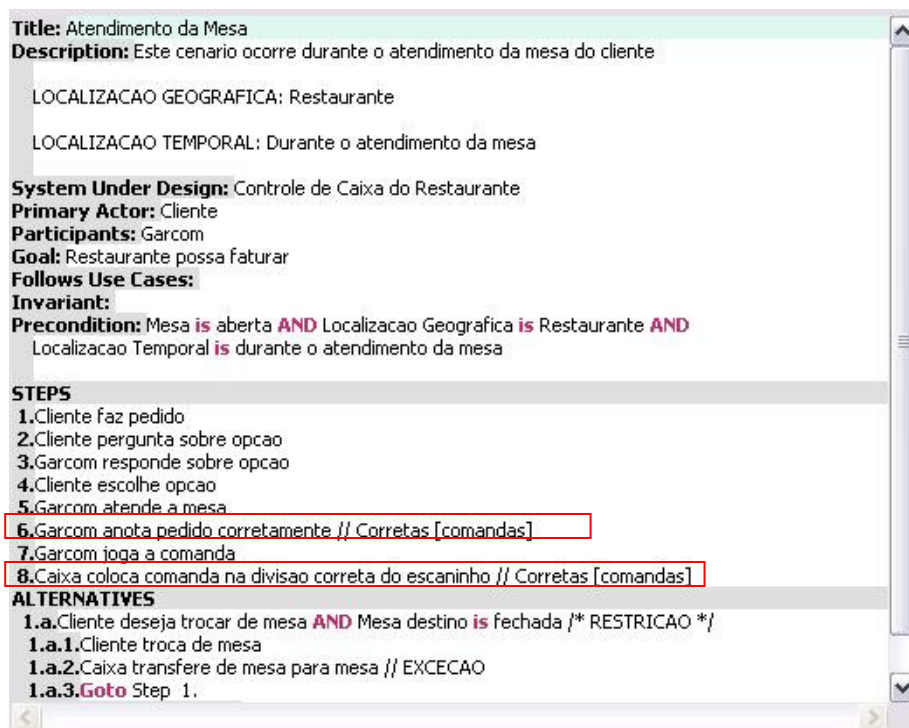 Title: Atendimento da Mesa
Description: Este cenario ocorre durante o atendimento da mesa do cliente
LOCALIZACAO GEOGRAFICA: Restaurante
LOCALIZACAO TEMPORAL: Durante o atendimento da mesa
System Under Design: Controle de Caixa do Restaurante
Primary Actor: Cliente
Participants: Garcom
Goal: Restaurante possa faturar
Follows Use Cases:
Invariant:
Precondition: Mesa is aberta AND Localizacao Geografica is Restaurante AND
Localizacao Temporal is durante o atendimento da mesa
STEPS
1.Cliente faz pedido
2.Cliente pergunta sobre opcao
3.Garcom responde sobre opcao
4.Cliente escolhe opcao
5.Garcom atende a mesa
6.Garcom anota pedido corretamente // Corretas [comandas]
7.Garcom joga a comanda
8.Caixa coloca comanda na divisao correta do escaninho // Corretas [comandas]
ALTERNATIVES
1.a.Cliente deseja trocar de mesa AND Mesa destino is fechada /* RESTRICAO */
1.a.1.Cliente troca de mesa
1.a.2.Caixa transfere de mesa para mesa // EXCECAO
1.a.3.Goto Step 1.